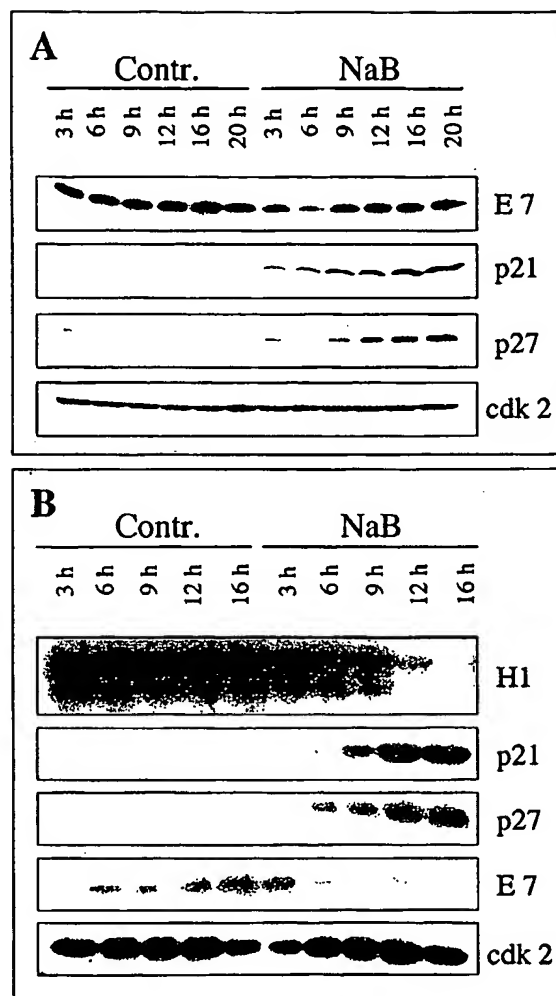 A
Contr. NaB
3 h 6 h 9 h 12 h 16 h 20 h 3 h 6 h 9 h 12 h 16 h 20 h
E 7
p21
p27
cdk 2
B
Contr. NaB
3 h 6 h 9 h 12 h 16 h 3 h 6 h 9 h 12 h 16 h
H1
p21
p27
E 7
cdk 2